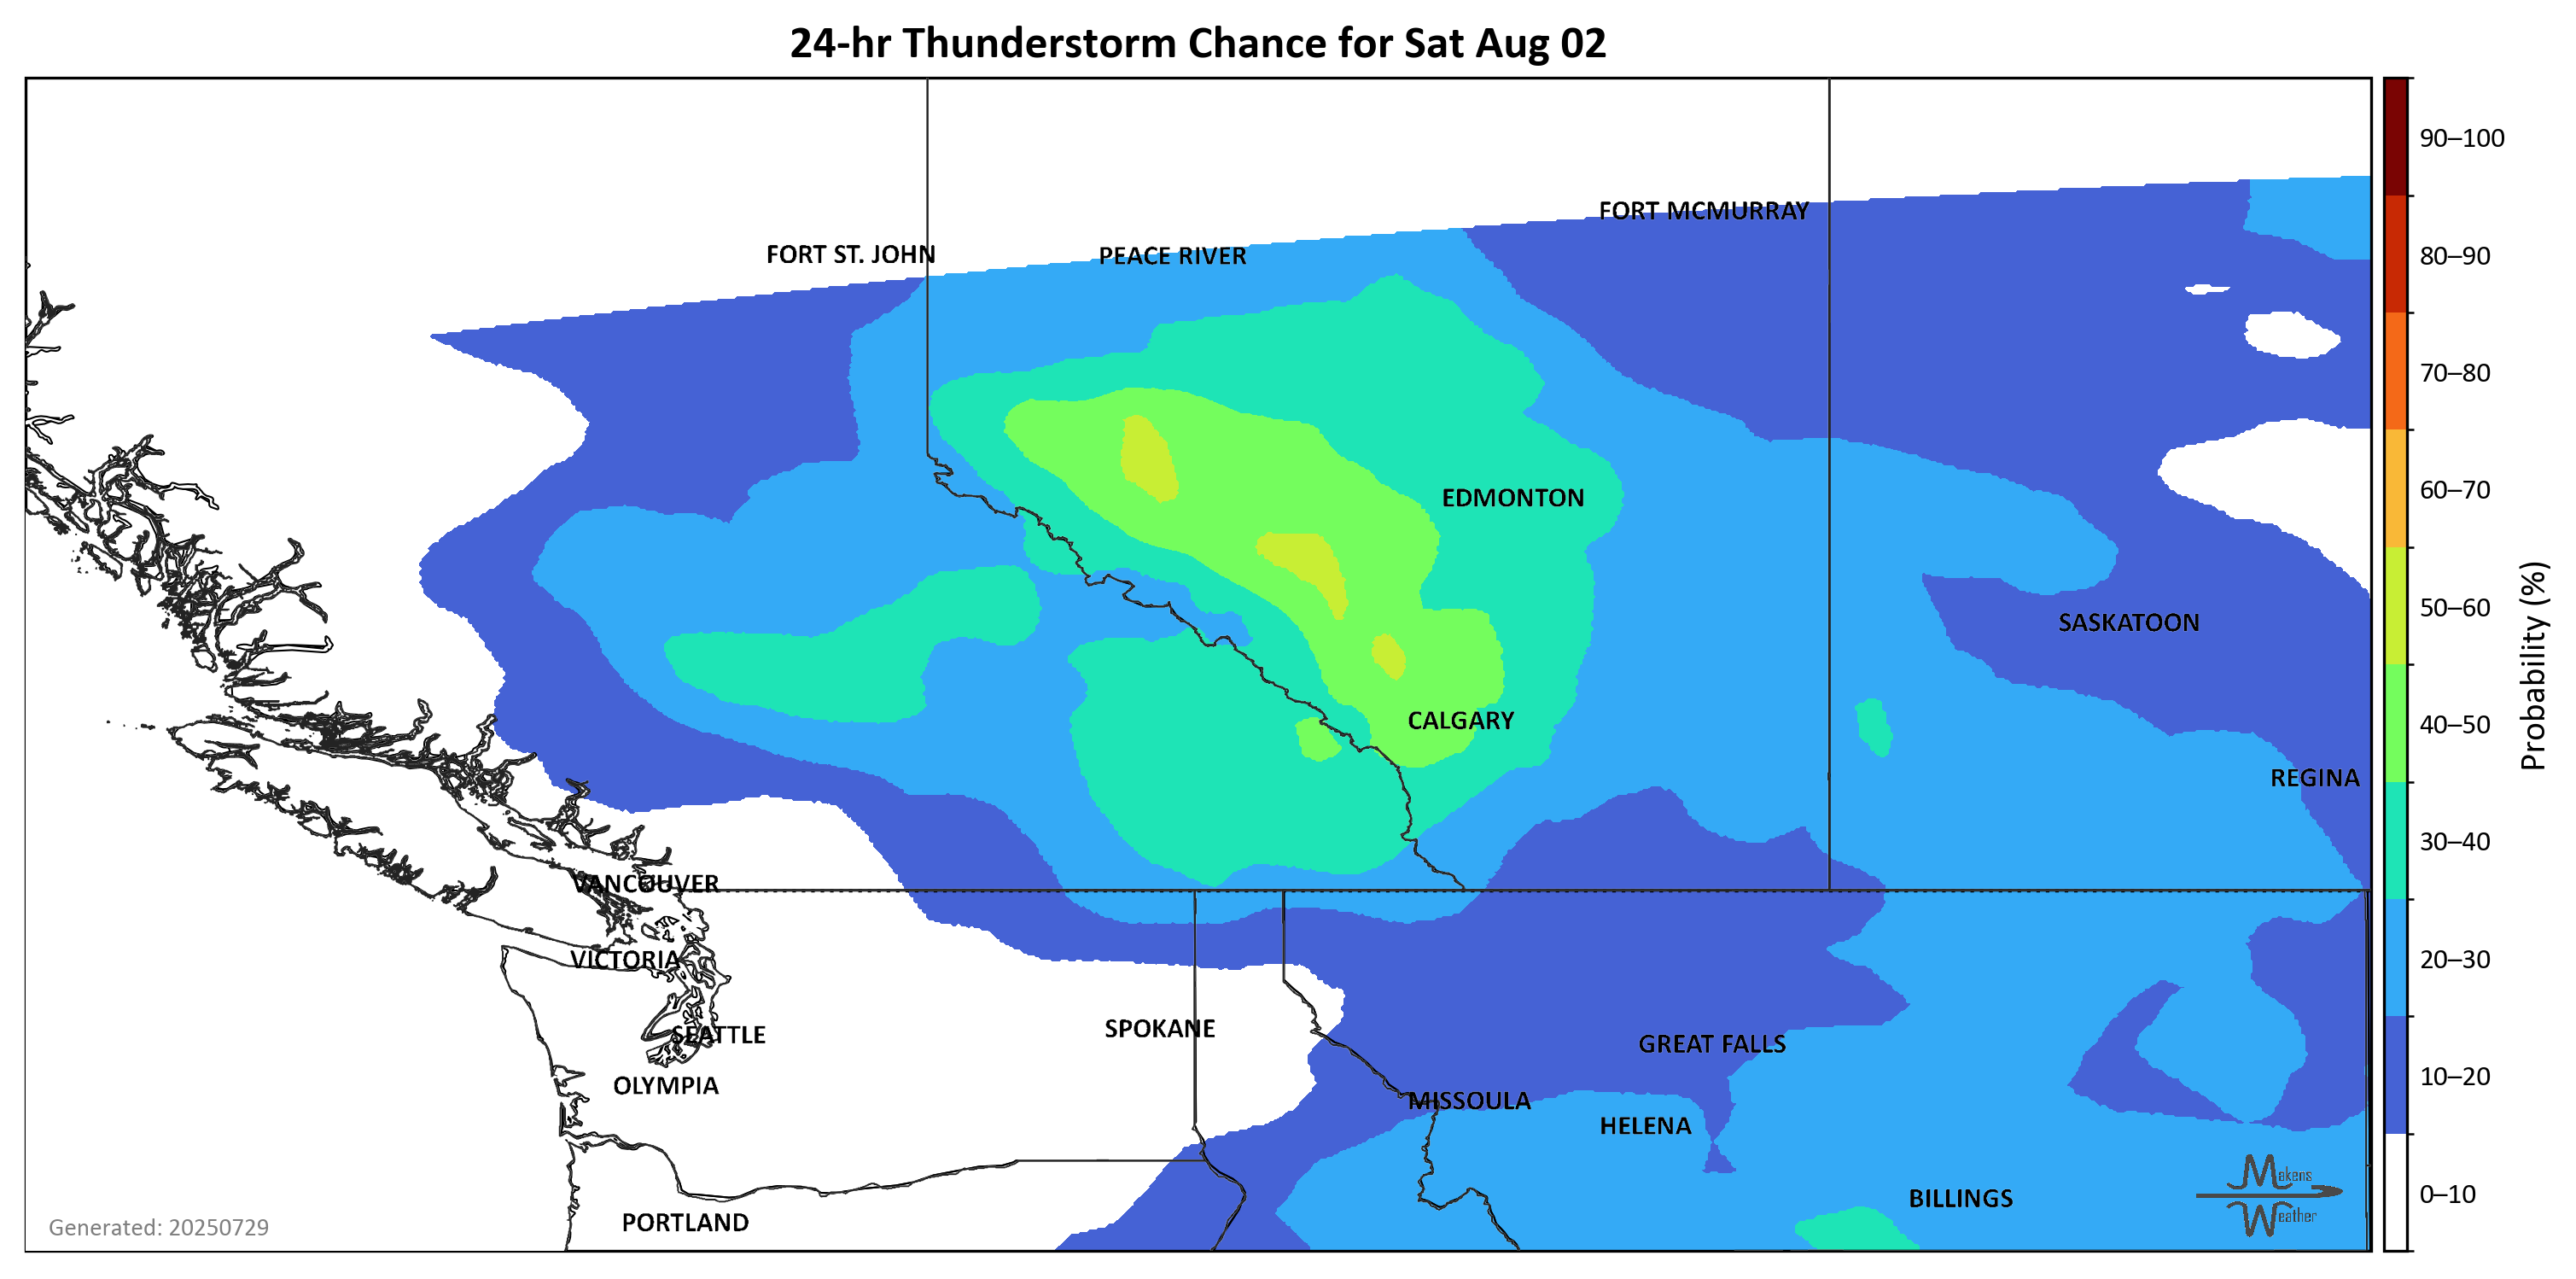 24-hr Thunderstorm Chance for Sat Aug 02
90–100
FORT MCMURRAY
FORT ST. JOHN
PEACE RIVER
80–90
70–80
EDMONTON
60–70
50–60
SASKATOON
Probability (%)
CALGARY
40–50
REGINA
30–40
VANCOUVER
VICTORIA
20–30
SEATTLE
SPOKANE
GREAT FALLS
OLYMPIA
MISSOULA
10–20
HELENA
Makens
Weather
BILLINGS
0–10
PORTLAND
Generated: 20250729